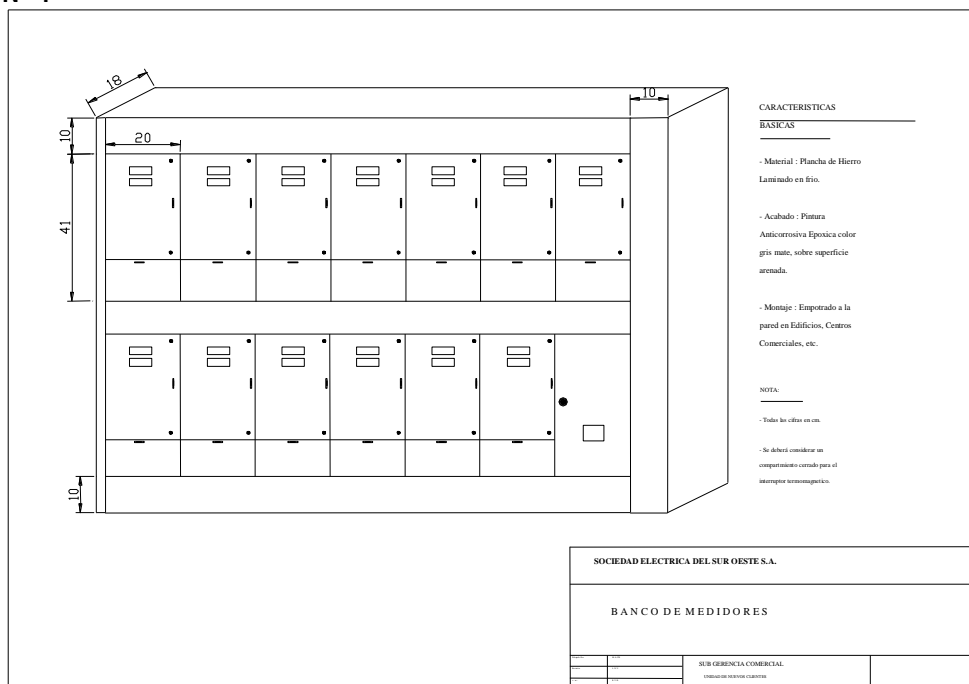 18
10
10
20
41
10
CARACTERISTICAS
BASICAS
- Material : Plancha de Hierro
Laminado en frio.
- Acabado : Pintura
Anticorrosiva Epoxica color
gris mate, sobre superficie
arenada.
- Montaje : Empotrado a la
pared en Edificios, Centros
Comerciales, etc.
NOTA:
- Todas las cifras en cm.
- Se deberá considerar un
compartimiento cerrado para el
interruptor termomagnetico.
SOCIEDAD ELECTRICA DEL SUR OESTE S.A.
BANCO DE MEDIDORES
SUB GERENCIA COMERCIAL
UNIDAD DE NUEVOS CLIENTES